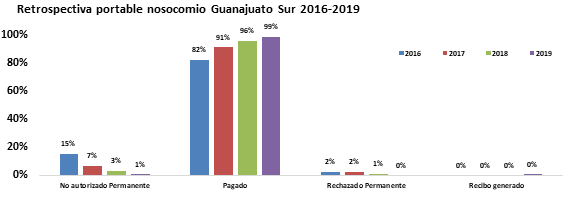 Retrospectiva portable nosocomio Guanajuato Sur 2016-2019
100%
80%
60%
40%
20%
0%
2016 2017 2018 2019
15% 7% 3% 1%
82% 91% 96% 99%
2% 2% 1% 0%
0% 0% 0% 0%
No autorizado Permanente Pagado Rechazado Permanente Recibo generado